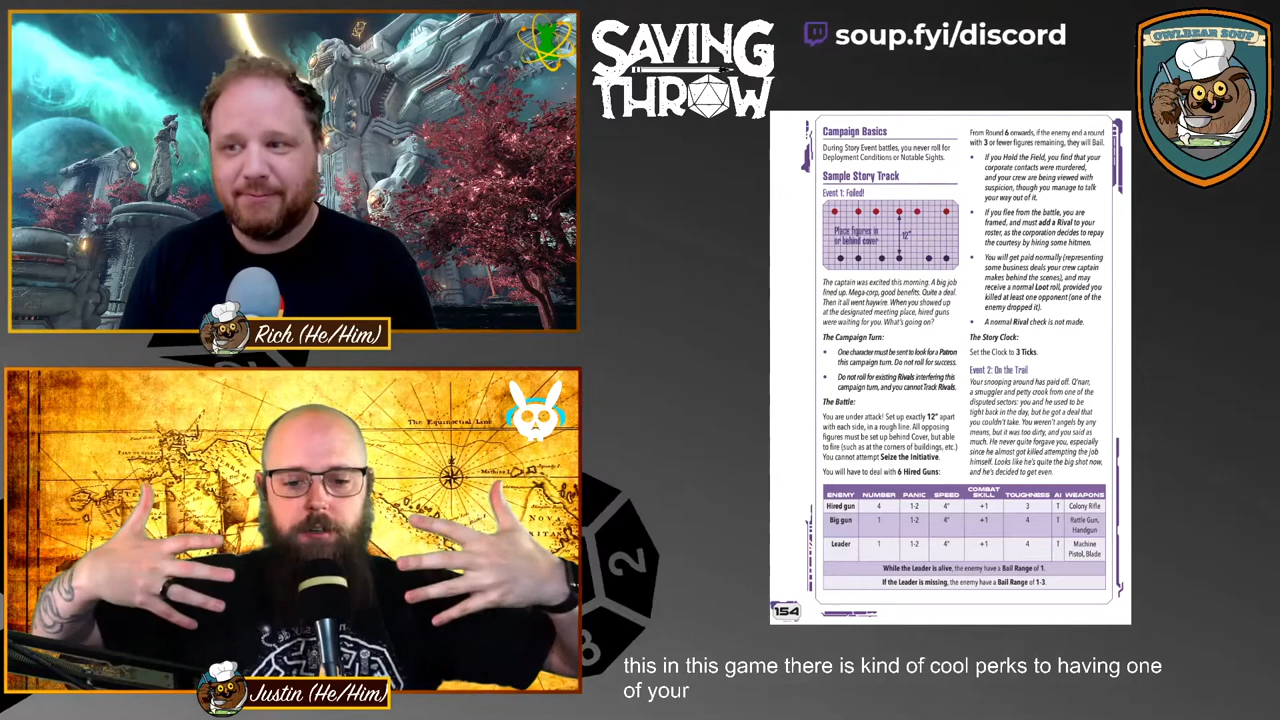 SAVING
THROW
soup.fyi/discord
OWLBEAR SOUP
Rich (He/Him)
The Equinoctial Line
Justin (He/Him)
2
8
Campaign Basics
During Story Event battles, you never roll for
Deployment Conditions or Notable Sights.
Sample Story Track
Event 1: Foiled!
Place figures in
or behind cover
12"
The captain was excited this morning. A big job
lined up. Mega-corp, good benefits. Quite a deal.
Then it all went haywire. When you showed up
at the designated meeting place, hired guns
were waiting for you. What's going on?
The Campaign Turn:
• One character must be sent to look for a Patron
this campaign turn. Do not roll for success.
• Do not roll for existing Rivals interfering this
campaign turn, and you cannot Track Rivals.
The Battle:
You are under attack! Set up exactly 12" apart
with each side, in a rough line. All opposing
figures must be set up behind Cover, but able
to fire (such as at the corners of buildings, etc.)
You cannot attempt Seize the Initiative.
You will have to deal with 6 Hired Guns:
From Round 6 onwards, if the enemy end a round
with 3 or fewer figures remaining, they will Bail.
• If you Hold the Field, you find that your
corporate contacts were murdered,
and your crew are being viewed with
suspicion, though you manage to talk
your way out of it.
• If you flee from the battle, you are
framed, and must add a Rival to your
roster, as the corporation decides to repay
the courtesy by hiring some hitmen.
• You will get paid normally (representing
some business deals your crew captain
makes behind the scenes), and may
receive a normal Loot roll, provided you
killed at least one opponent (one of the
enemy dropped it).
• A normal Rival check is not made.
The Story Clock:
Set the Clock to 3 Ticks.
Event 2: On the Trail
Your snooping around has paid off. Q'narr,
a smuggler and petty crook from one of the
disputed sectors: you and he used to be
tight back in the day, but he got a deal that
you couldn't take. You weren't angels by any
means, but it was too dirty, and you said as
much. He never quite forgave you, especially
since he almost got killed attempting the job
himself. Looks like he's quite the big shot now,
and he's decided to get even.
ENEMY NUMBER PANIC SPEED COMBAT SKILL TOUGHNESS AI WEAPONS
Hired gun 4 1-2 4" +1 3 T Colony Rifle
Big gun 1 1-2 4" +1 4 T Rattle Gun, Handgun
Leader 1 1-2 4" +1 4 T Machine Pistol, Blade
While the Leader is alive, the enemy have a Bail Range of 1.
If the Leader is missing, the enemy have a Bail Range of 1-3.
154
this in this game there is kind of cool perks to having one
of your